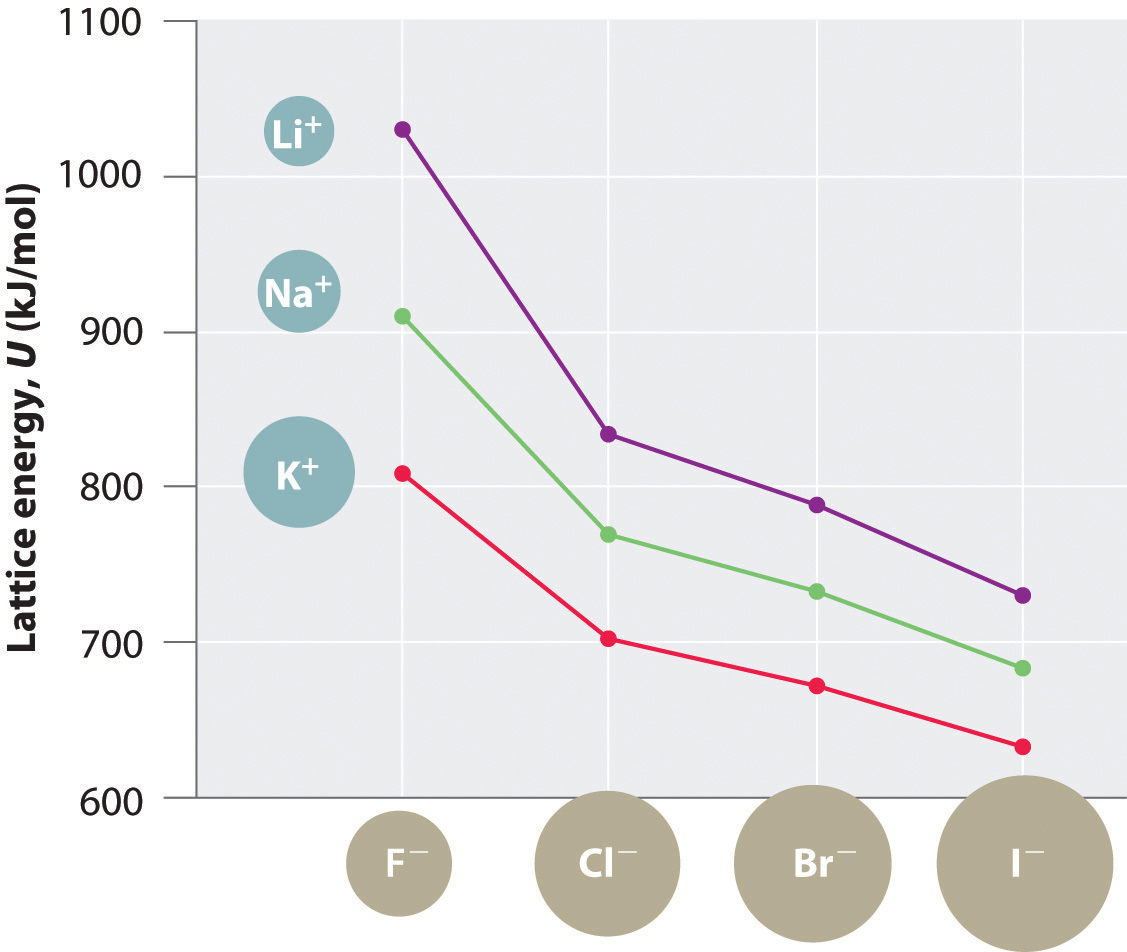 1100
1000
900
800
700
600
Lattice energy, U (kJ/mol)
Li⁺
Na⁺
K⁺
F⁻
Cl⁻
Br⁻
I⁻